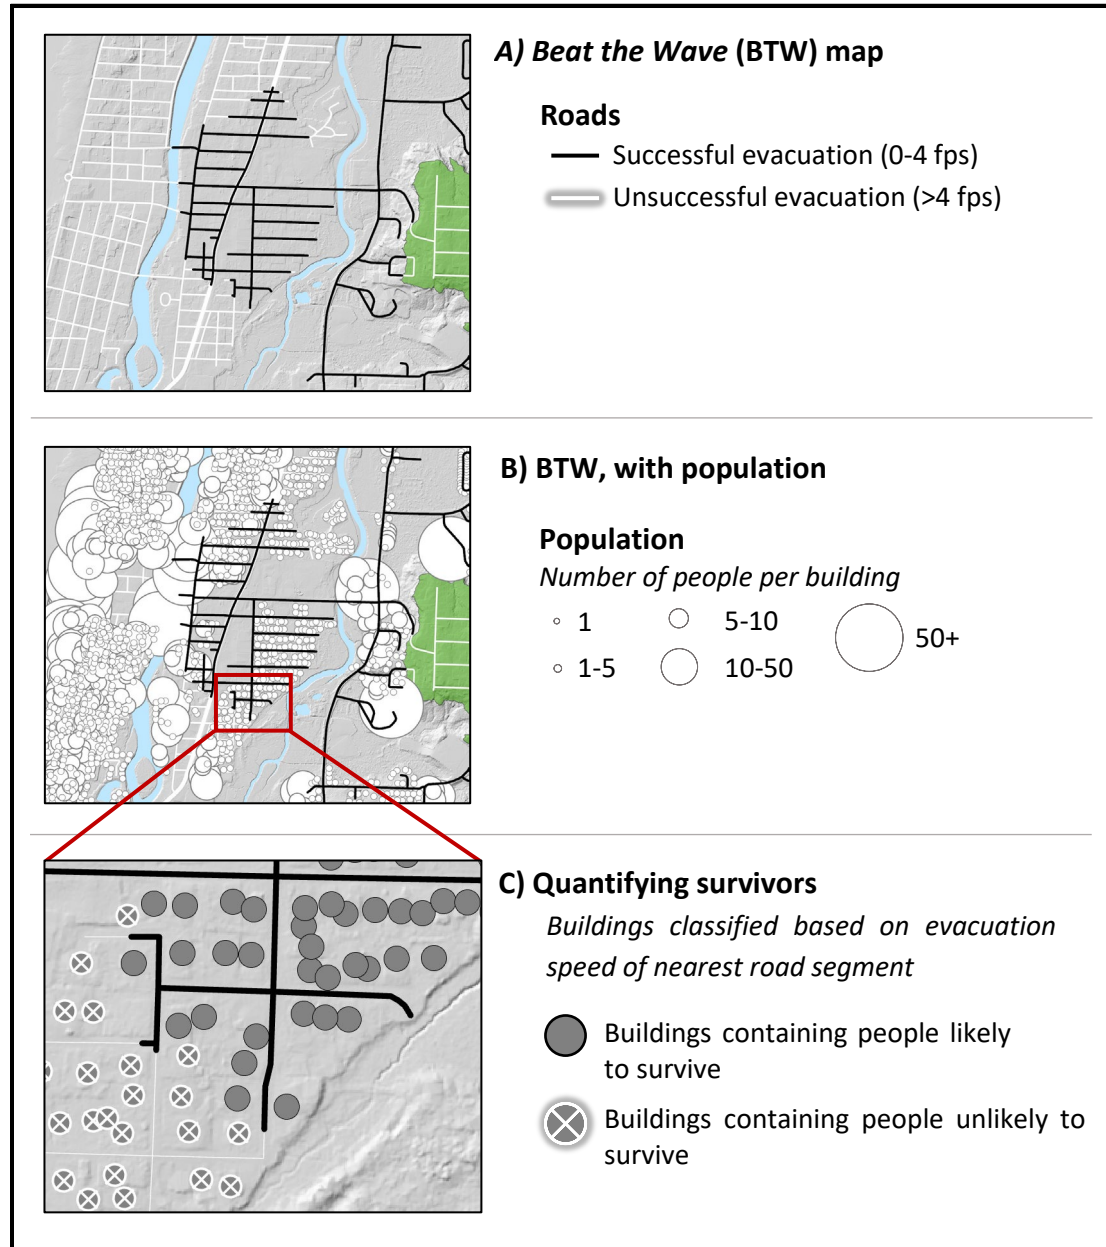 A) Beat the Wave (BTW) map
Roads
Successful evacuation (0-4 fps)
Unsuccessful evacuation (>4 fps)
B) BTW, with population
Population
Number of people per building
1
5-10
50+
1-5
10-50
C) Quantifying survivors
Buildings classified based on evacuation
speed of nearest road segment
Buildings containing people likely
to survive
Buildings containing people unlikely to
survive